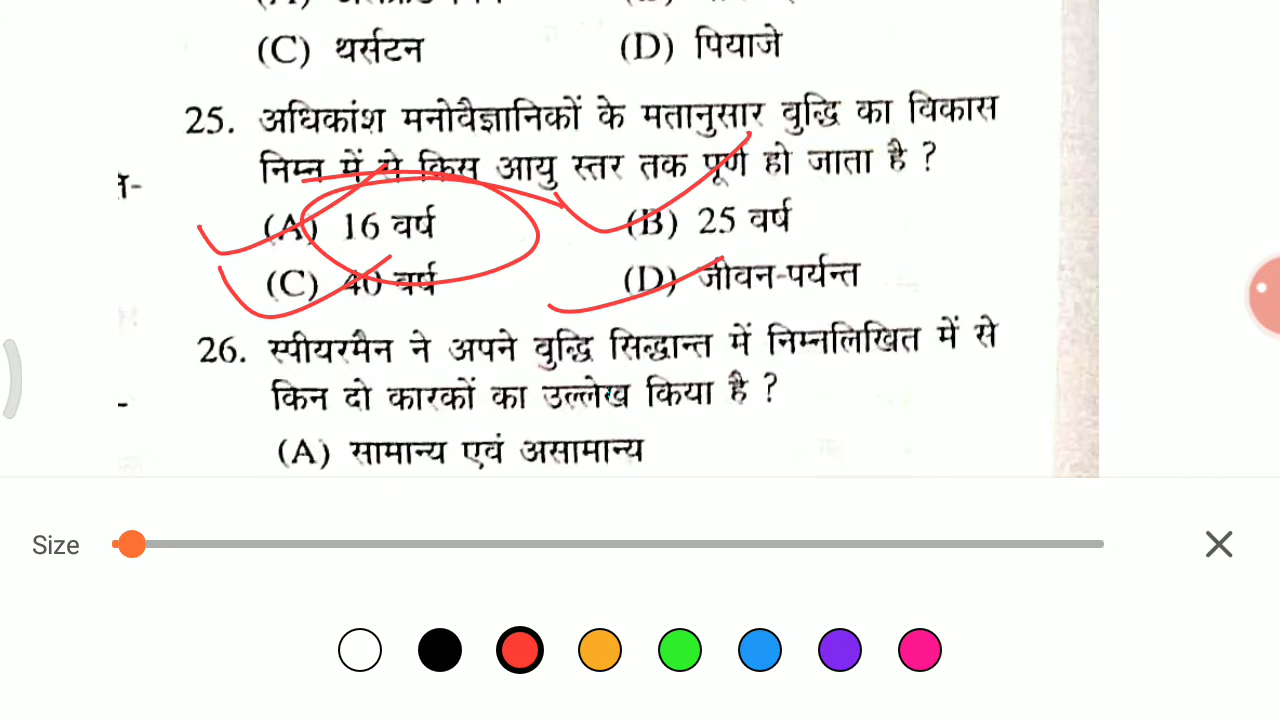 (C) थर्सटन (D) पियाजे
25. अधिकांश मनोवैज्ञानिकों के मतानुसार बुद्धि का विकास
निम्न में से किस आयु स्तर तक पूर्ण हो जाता है ?
(A) 16 वर्ष (B) 25 वर्ष
(C) 40 वर्ष (D) जीवन-पर्यन्त
26. स्पीयरमैन ने अपने बुद्धि सिद्धान्त में निम्नलिखित में से
किन दो कारकों का उल्लेख किया है ?
(A) सामान्य एवं असामान्य
Size